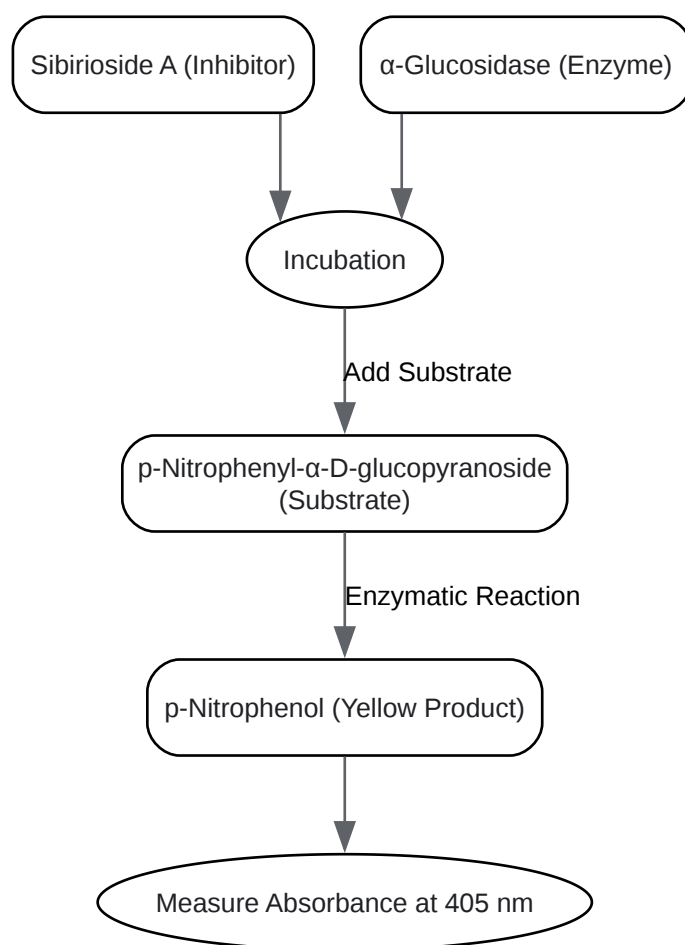 Sibirioside A (Inhibitor)
α-Glucosidase (Enzyme)
Incubation
Add Substrate
p-Nitrophenyl-α-D-glucopyranoside
(Substrate)
Enzymatic Reaction
p-Nitrophenol (Yellow Product)
Measure Absorbance at 405 nm